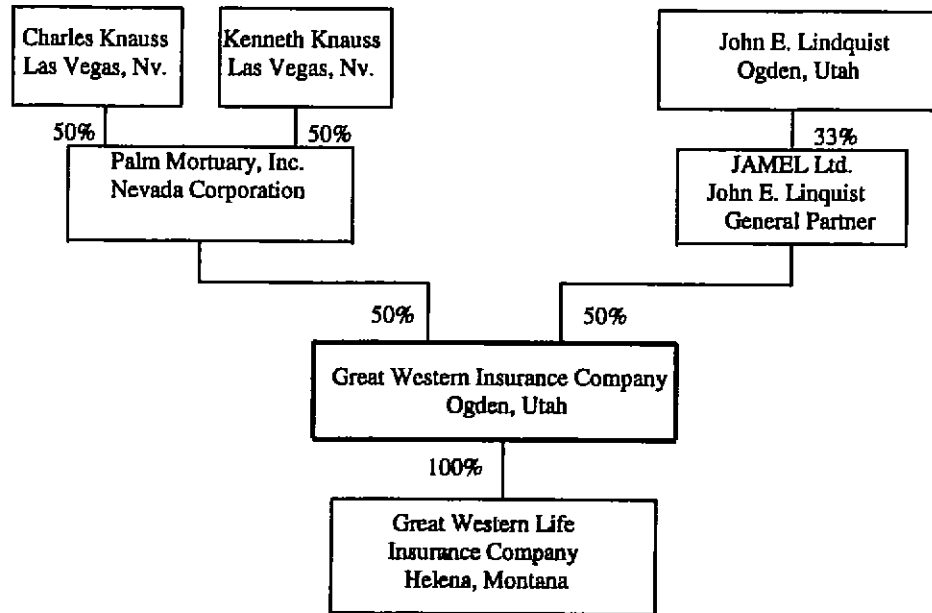 Charles Knauss
Las Vegas, Nv.
Kenneth Knauss
Las Vegas, Nv.
John E. Lindquist
Ogden, Utah
50%
50%
33%
Palm Mortuary, Inc.
Nevada Corporation
JAMEL Ltd.
John E. Linquist
General Partner
50%
50%
Great Western Insurance Company
Ogden, Utah
100%
Great Western Life
Insurance Company
Helena, Montana